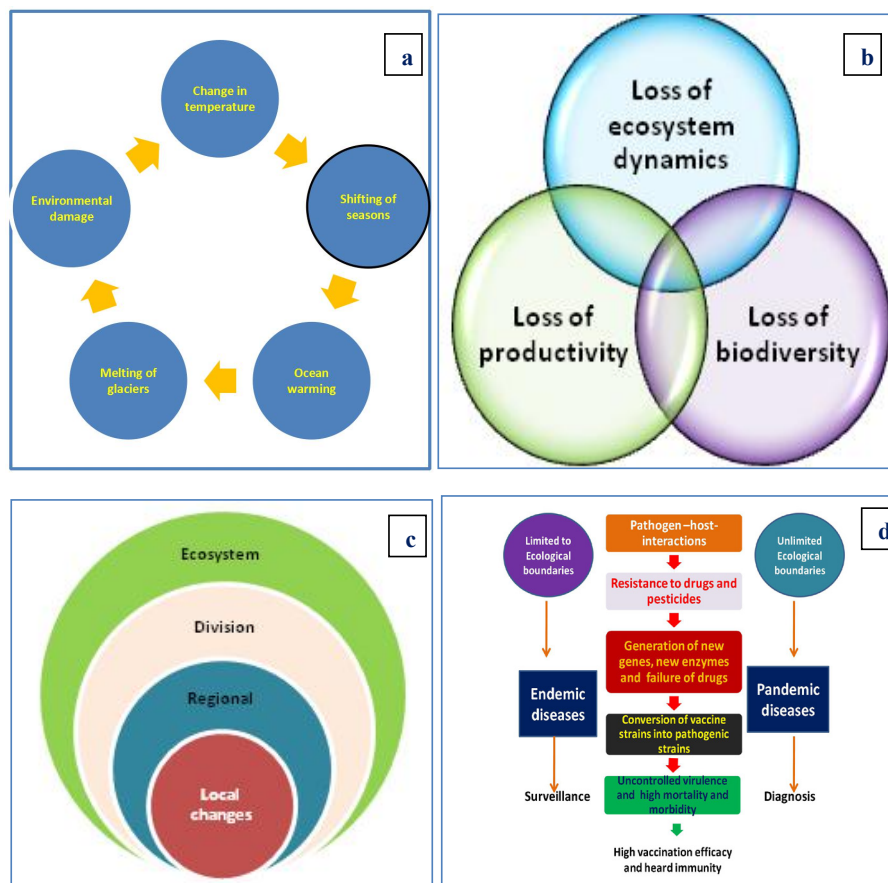 a
Change in
temperature
Shifting of
seasons
Ocean
warming
Melting of
glaciers
Environmental
damage
b
Loss of
ecosystem
dynamics
Loss of
productivity
Loss of
biodiversity
c
Ecosystem
Division
Regional
Local
changes
d
Limited to
Ecological
boundaries
Endemic
diseases
Surveillance
Pathogen –host-
interactions
Resistance to drugs and
pesticides
Generation of new
genes, new enzymes
and failure of drugs
Conversion of vaccine
strains into pathogenic
strains
Uncontrolled virulence
and high mortality and
morbidity
High vaccination efficacy
and heard immunity
Unlimited
Ecological
boundaries
Pandemic
diseases
Diagnosis